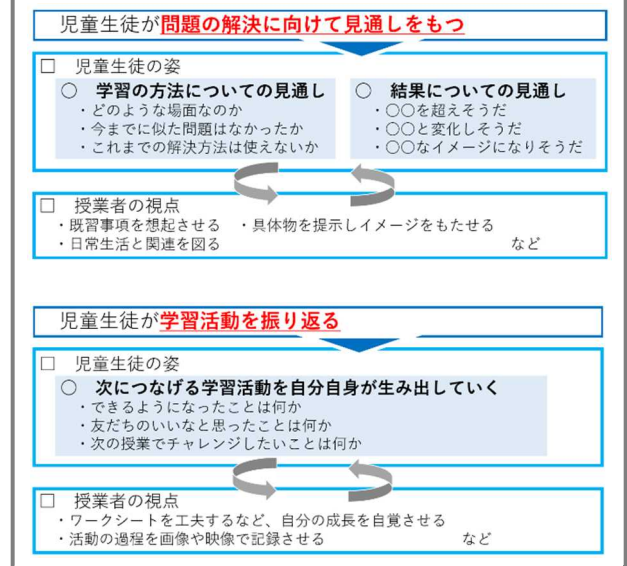 児童生徒が問題の解決に向けて見通しをもつ
□ 児童生徒の姿
○ 学習の方法についての見通し
・どのような場面なのか
・今までに似た問題はなかったか
・これまでの解決方法は使えないか
○ 結果についての見通し
・○○を超えそうだ
・○○と変化しそうだ
・○○なイメージになりそうだ
□ 授業者の視点
・既習事項を想起させる ・具体物を提示しイメージをもたせる
・日常生活と関連を図る など
児童生徒が学習活動を振り返る
□ 児童生徒の姿
○ 次につなげる学習活動を自分自身が生み出していく
・できるようになったことは何か
・友だちのいいなと思ったことは何か
・次の授業でチャレンジしたいことは何か
□ 授業者の視点
・ワークシートを工夫するなど、自分の成長を自覚させる
・活動の過程を画像や映像で記録させる など